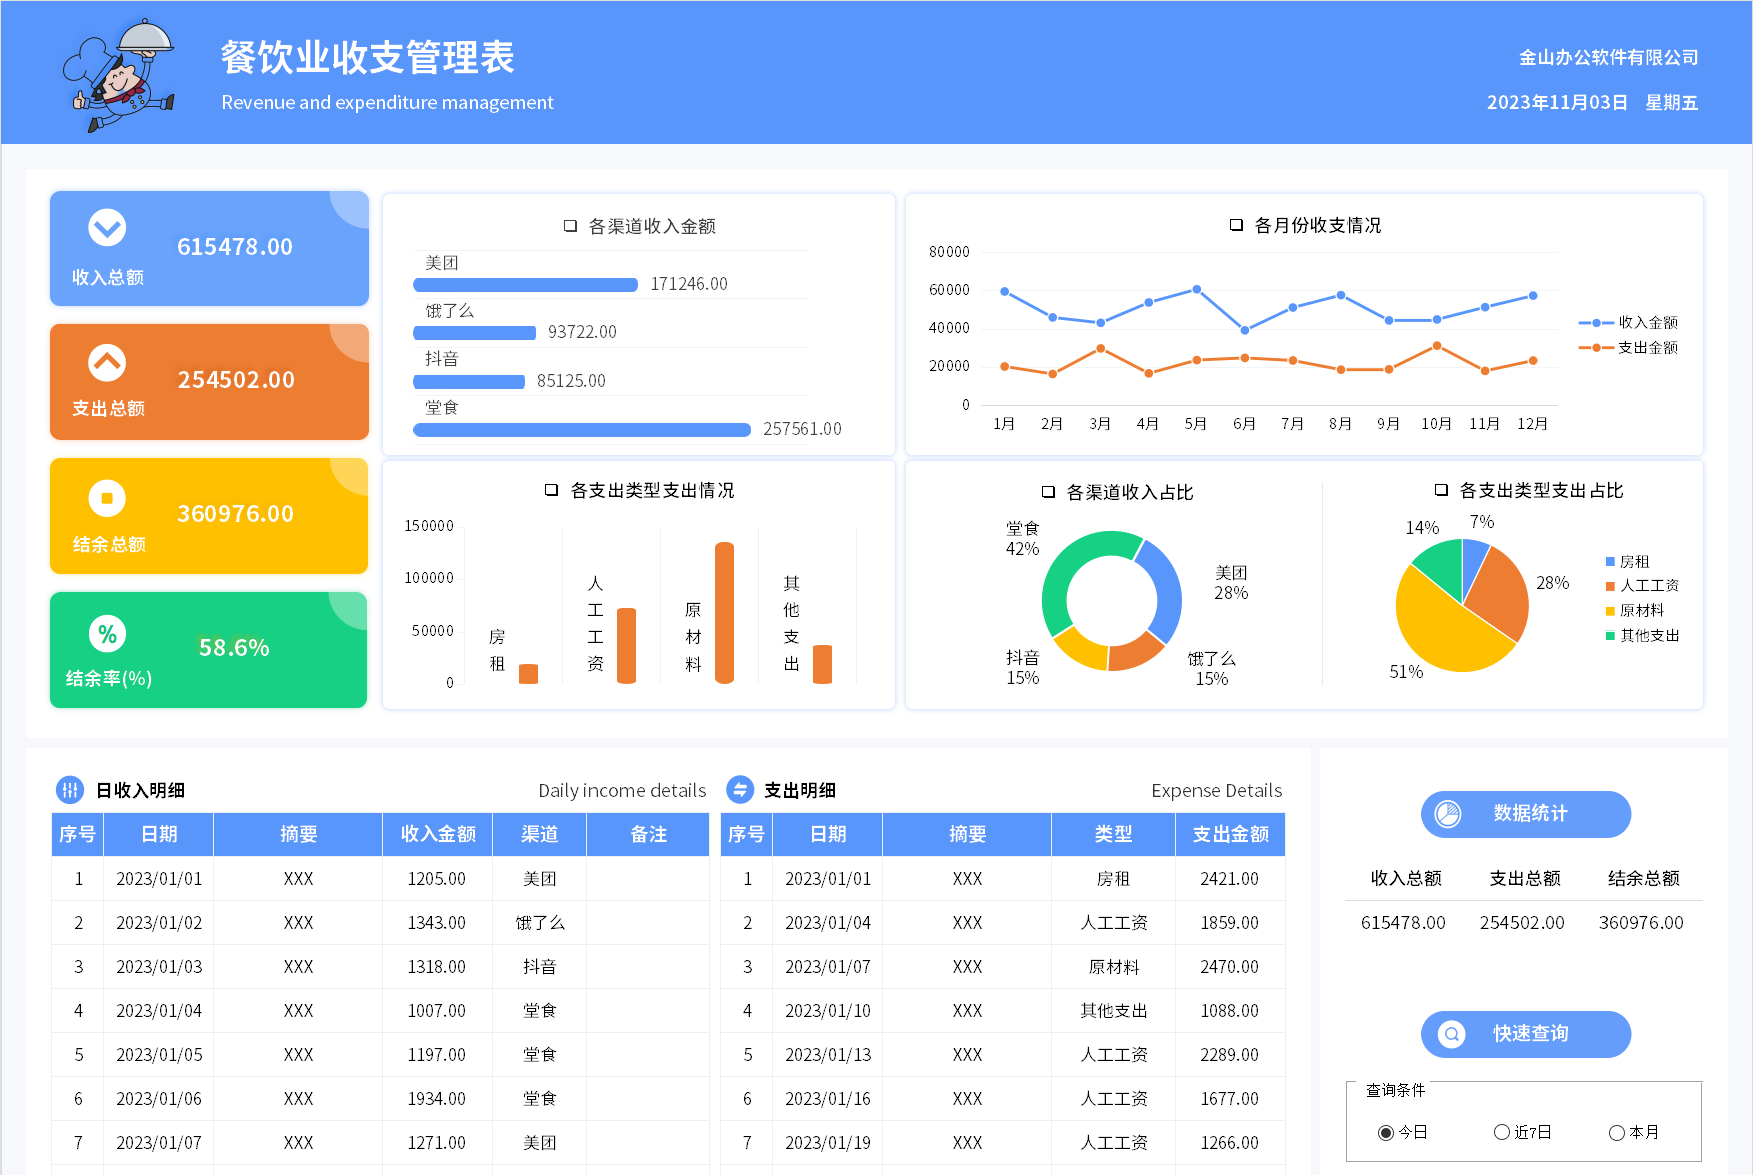 餐饮业收支管理表
Revenue and expenditure management
金山办公软件有限公司
2023年11月03日 星期五
615478.00
收入总额
254502.00
支出总额
360976.00
结余总额
%
58.6%
结余率(%)
各渠道收入金额
美团
171246.00
饿了么
93722.00
抖音
85125.00
堂食
257561.00
各月份收支情况
80000
60000
40000
20000
0
1月 2月 3月 4月 5月 6月 7月 8月 9月 10月 11月 12月
收入金额
支出金额
各支出类型支出情况
150000
100000
50000
0
房租
人工工资
原材料
其他支出
各渠道收入占比
堂食
42%
美团
28%
抖音
15%
饿了么
15%
各支出类型支出占比
14%
7%
28%
51%
房租
人工工资
原材料
其他支出
日收入明细 Daily income details
序号 日期 摘要 收入金额 渠道 备注
1 2023/01/01 XXX 1205.00 美团
2 2023/01/02 XXX 1343.00 饿了么
3 2023/01/03 XXX 1318.00 抖音
4 2023/01/04 XXX 1007.00 堂食
5 2023/01/05 XXX 1197.00 堂食
6 2023/01/06 XXX 1934.00 堂食
7 2023/01/07 XXX 1271.00 美团
支出明细 Expense Details
序号 日期 摘要 类型 支出金额
1 2023/01/01 XXX 房租 2421.00
2 2023/01/04 XXX 人工工资 1859.00
3 2023/01/07 XXX 原材料 2470.00
4 2023/01/10 XXX 其他支出 1088.00
5 2023/01/13 XXX 人工工资 2289.00
6 2023/01/16 XXX 人工工资 1677.00
7 2023/01/19 XXX 人工工资 1266.00
数据统计
收入总额 支出总额 结余总额
615478.00 254502.00 360976.00
快速查询
查询条件
今日 近7日 本月